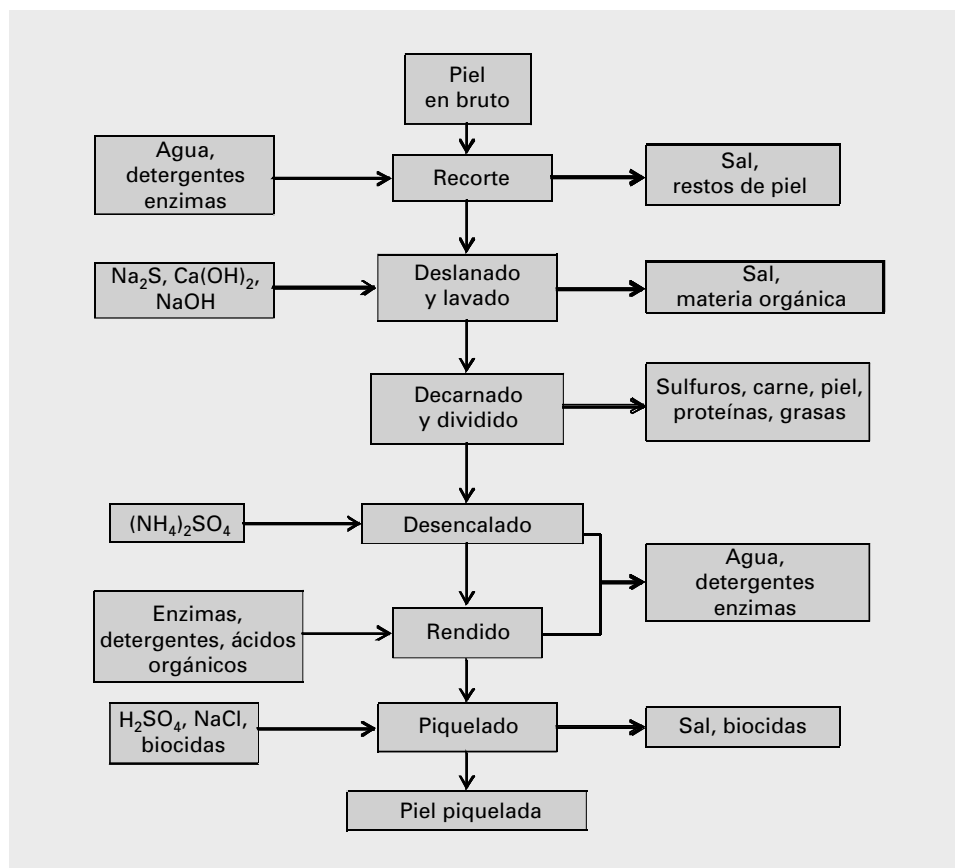 Piel
en bruto
Agua,
detergentes
enzimas
Recorte
Sal,
restos de piel
Na₂S, Ca(OH)₂,
NaOH
Deslanado
y lavado
Sal,
materia orgánica
Decarnado
y dividido
Sulfuros, carne, piel,
proteínas, grasas
(NH₄)₂SO₄
Desencalado
Agua,
detergentes
enzimas
Enzimas,
detergentes, ácidos
orgánicos
Rendido
H₂SO₄, NaCl,
biocidas
Piquelado
Sal, biocidas
Piel piquelada